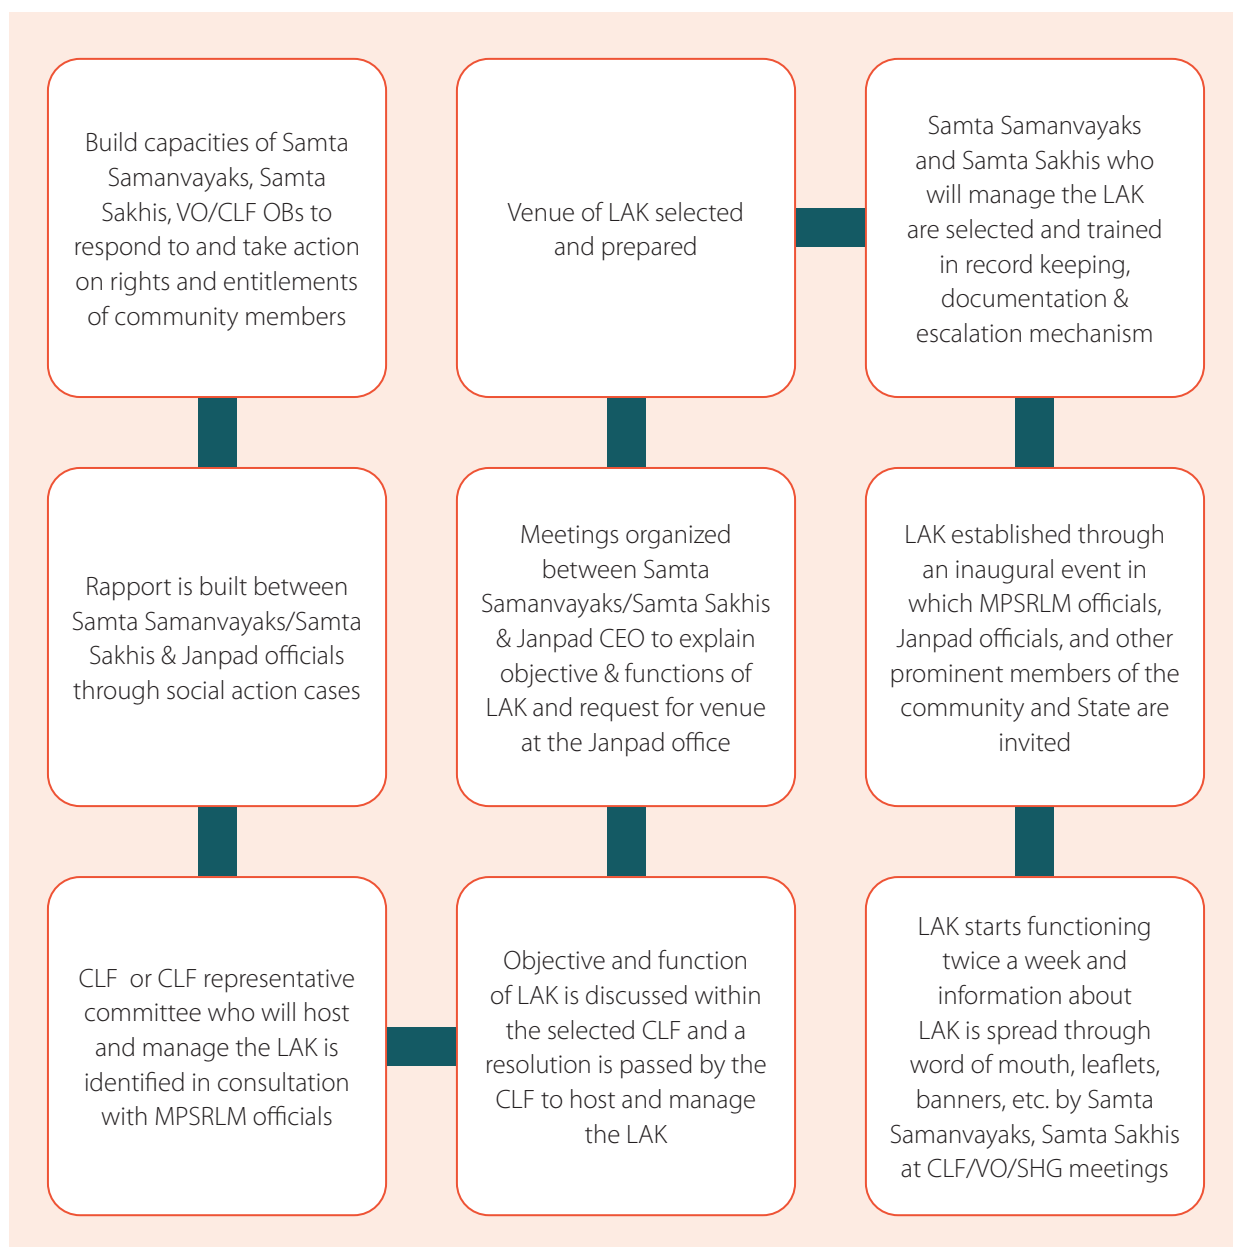 Build capacities of Samta
Samanvayaks, Samta
Sakhis, VO/CLF OBs to
respond to and take action
on rights and entitlements
of community members
Rapport is built between
Samta Samanvayaks/Samta
Sakhis & Janpad officials
through social action cases
CLF or CLF representative
committee who will host
and manage the LAK is
identified in consultation
with MPSRLM officials
Objective and function
of LAK is discussed within
the selected CLF and a
resolution is passed by the
CLF to host and manage
the LAK
Meetings organized
between Samta
Samanvayaks/Samta Sakhis
& Janpad CEO to explain
objective & functions of
LAK and request for venue
at the Janpad office
Venue of LAK selected
and prepared
Samta Samanvayaks
and Samta Sakhis who
will manage the LAK
are selected and trained
in record keeping,
documentation &
escalation mechanism
LAK established through
an inaugural event in
which MPSRLM officials,
Janpad officials, and other
prominent members of the
community and State are
invited
LAK starts functioning
twice a week and
information about
LAK is spread through
word of mouth, leaflets,
banners, etc. by Samta
Samanvayaks, Samta Sakhis
at CLF/VO/SHG meetings